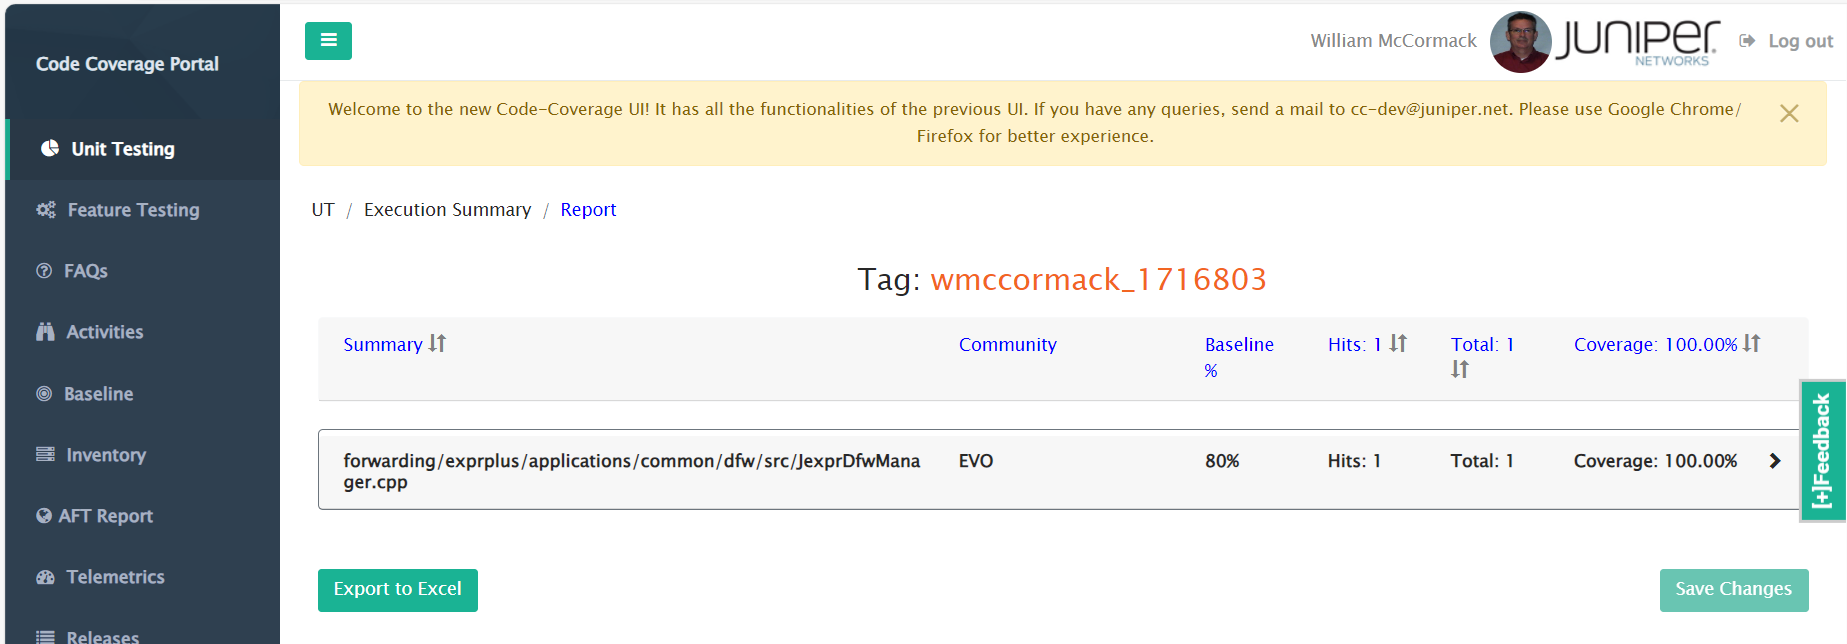 Code Coverage Portal
William McCormack
JUNIPEr
NETWORKS
Log out
Welcome to the new Code-Coverage UI! It has all the functionalities of the previous UI. If you have any queries, send a mail to cc-dev@juniper.net. Please use Google Chrome/
Firefox for better experience.
Unit Testing
Feature Testing
FAQs
Activities
Baseline
Inventory
AFT Report
Telemetrics
Releases
UT / Execution Summary / Report
Tag: wmccormack_1716803
Summary Community Baseline Hits: 1 Total: 1 Coverage: 100.00%
%
forwarding/exprplus/applications/common/dfw/src/JexprDfwMana EVO 80% Hits: 1 Total: 1 Coverage: 100.00%
ger.cpp
[+]Feedback
Export to Excel
Save Changes